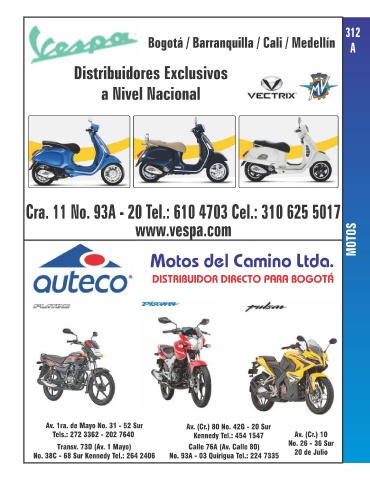 Vespa
Bogotá / Barranquilla / Cali / Medellín
Distribuidores Exclusivos
a Nivel Nacional
VECTRIX
MV
Cra. 11 No. 93A - 20 Tel.: 610 4703 Cel.: 310 625 5017
www.vespa.com
312
A
MOTOS
auteco
Motos del Camino Ltda.
DISTRIBUIDOR DIRECTO PARA BOGOTÁ
PLATINO
Discover
pulsar
Av. 1ra. de Mayo No. 31 - 52 Sur
Tels.: 272 3362 - 202 7640
Transv. 73D (Av. 1 Mayo)
No. 38C - 68 Sur Kennedy Tel.: 264 2406
Av. (Cr.) 80 No. 42G - 20 Sur
Kennedy Tel.: 454 1547
Calle 76A (Av. Calle 80)
No. 93A - 03 Quirigua Tel.: 224 7335
Av. (Cr.) 10
No. 26 - 36 Sur
20 de Julio